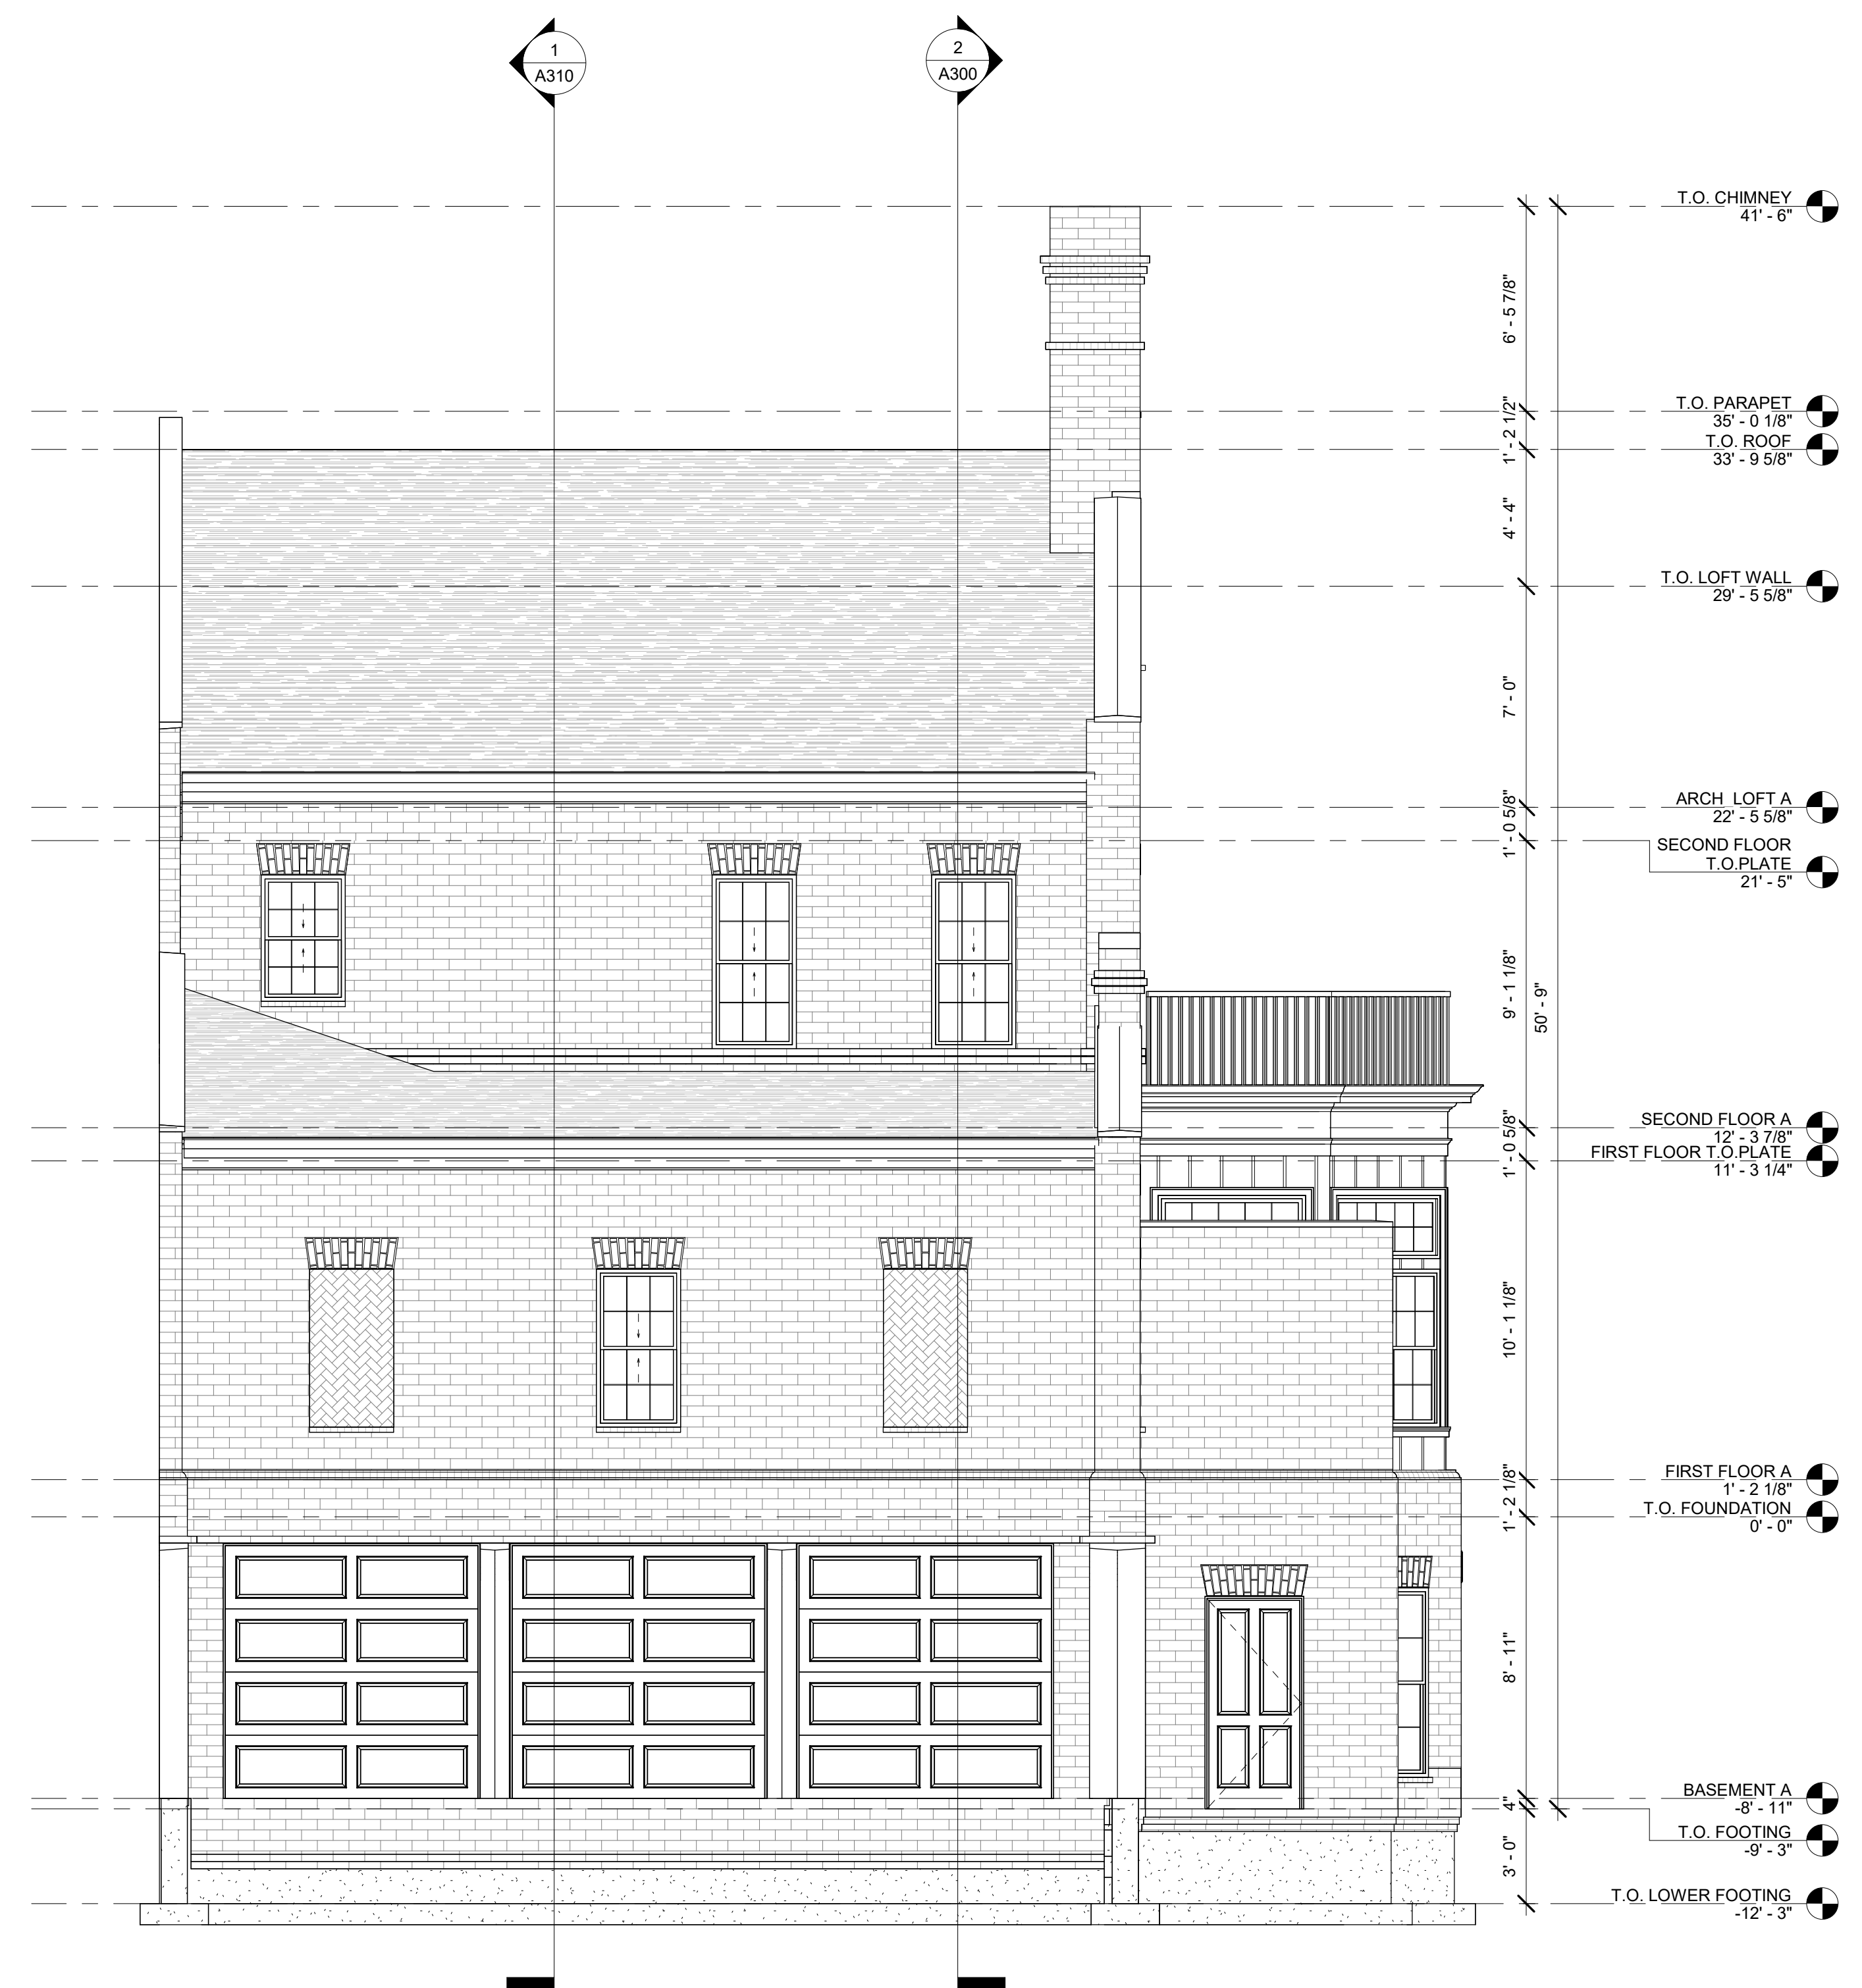 1
A310
2
A300
T.O. CHIMNEY
41' - 6"
6' - 5 7/8"
T.O. PARAPET
35' - 0 1/8"
1' - 2 1/2"
T.O. ROOF
33' - 9 5/8"
4' - 4"
T.O. LOFT WALL
29' - 5 5/8"
7' - 0"
ARCH LOFT A
22' - 5 5/8"
1' - 0 5/8"
SECOND FLOOR
T.O.PLATE
21' - 5"
9' - 1 1/8"
50' - 9"
SECOND FLOOR A
12' - 3 7/8"
1' - 0 5/8"
FIRST FLOOR T.O.PLATE
11' - 3 1/4"
10' - 1 1/8"
FIRST FLOOR A
1' - 2 1/8"
1' - 2 1/8"
T.O. FOUNDATION
0' - 0"
8' - 11"
BASEMENT A
-8' - 11"
4"
T.O. FOOTING
-9' - 3"
3' - 0"
T.O. LOWER FOOTING
-12' - 3"